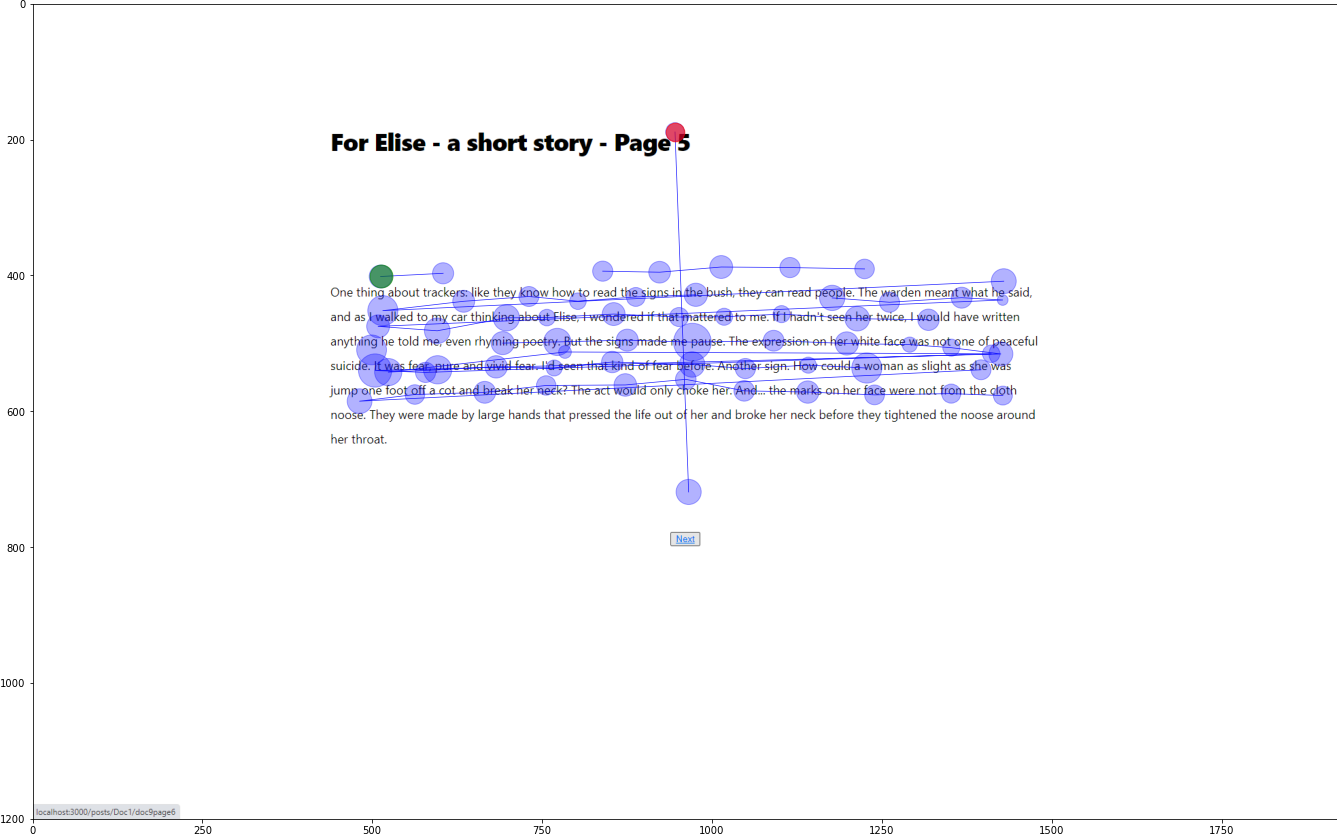 0
200
For Elise - a short story - Page 5
400
One thing about trackers: like they know how to read the signs in the bush, they can read people. The warden meant what he said,
and as I walked to my car thinking about Elise, I wondered if that mattered to me. If I hadn't seen her twice, I would have written
anything he told me, even rhyming poetry. But the signs made me pause. The expression on her white face was not one of peaceful
suicide. It was fear, pure and vivid fear. I'd seen that kind of fear before. Another sign. How could a woman as slight as she was
jump one foot off a cot and break her neck? The act would only choke her. And... the marks on her face were not from the cloth
600
noose. They were made by large hands that pressed the life out of her and broke her neck before they tightened the noose around
her throat.
Next
800
1000
localhost:3000/posts/Doc1/doc9page6
1200
0 250 500 750 1000 1250 1500 1750